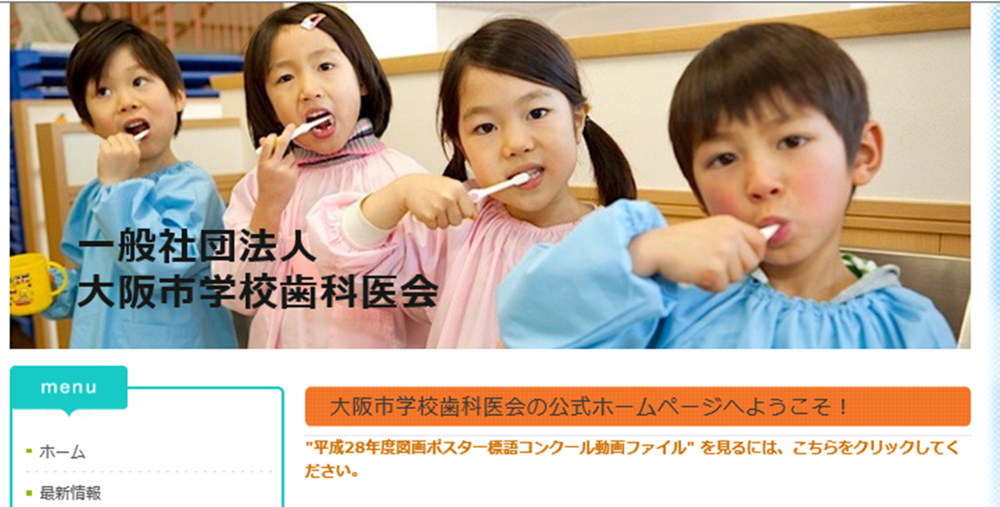 一般社団法人
大阪市学校歯科医会
menu
大阪市学校歯科医会の公式ホームページへようこそ！
"平成28年度図画ポスター標語コンクール動画ファイル" を見るには、こちらをクリックしてく
ださい。
ホーム
最新情報